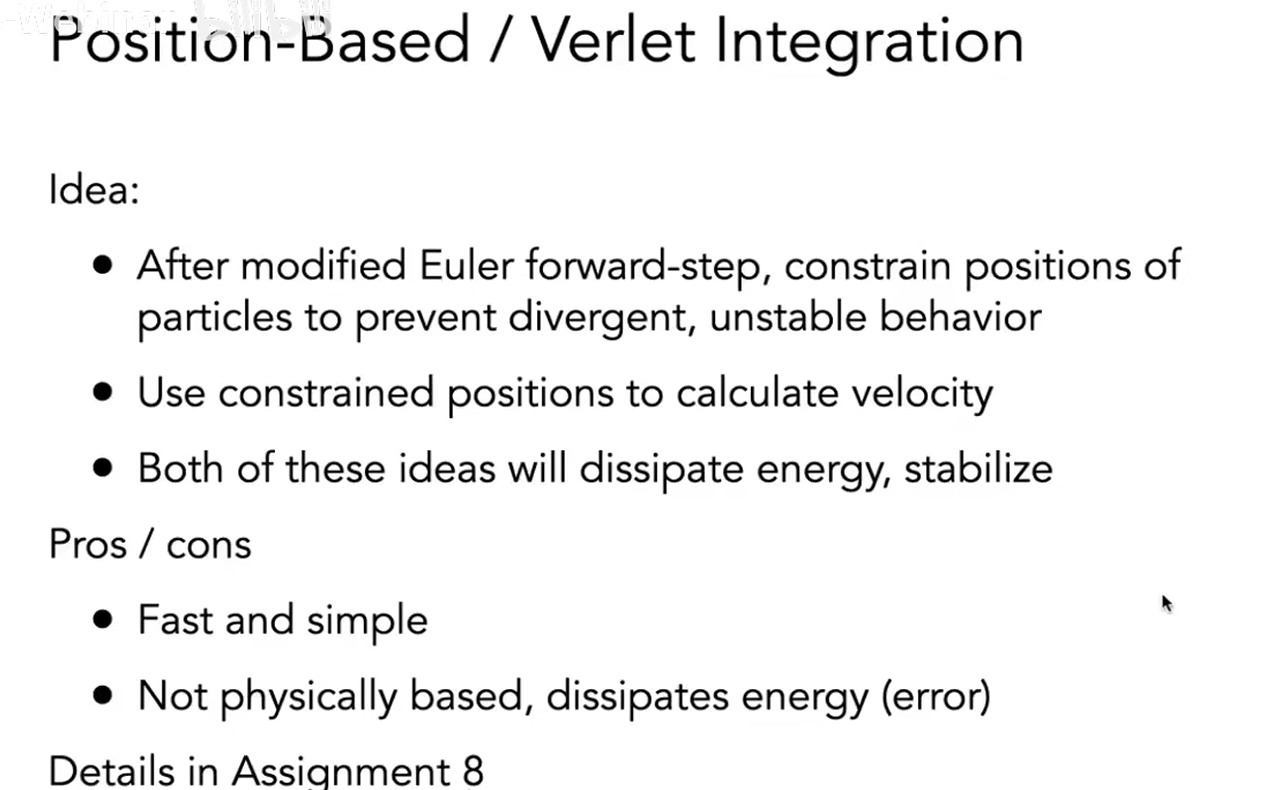 Position-Based / Verlet Integration
Idea:
● After modified Euler forward-step, constrain positions of
particles to prevent divergent, unstable behavior
● Use constrained positions to calculate velocity
● Both of these ideas will dissipate energy, stabilize
Pros / cons
● Fast and simple
● Not physically based, dissipates energy (error)
Details in Assignment 8